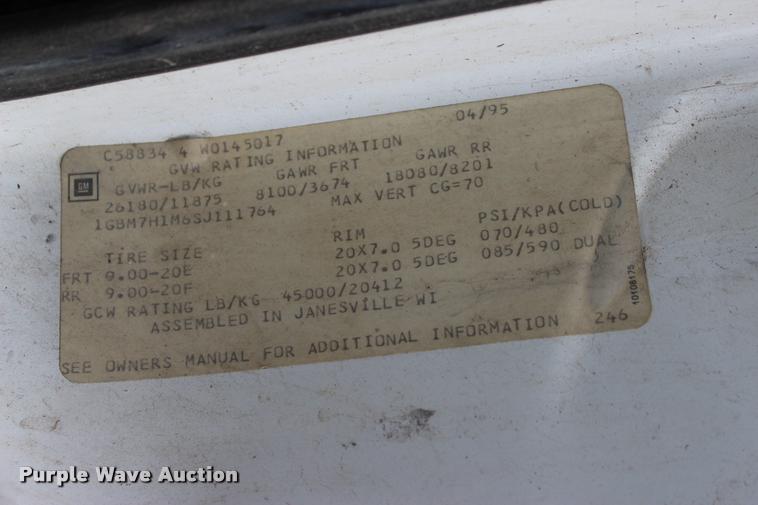 C58834 4 W0145017 04/95
GVW RATING INFORMATION
GM GVWR-LB/KG GAWR FRT GAWR RR
26180/11875 8100/3674 18080/8201
1GBM7H1M6SJ111764 MAX VERT CG=70
TIRE SIZE RIM PSI/KPA(COLD)
FRT 9.00-20E 20X7.0 5DEG 070/480
RR 9.00-20F 20X7.0 5DEG 085/590 DUAL
GCW RATING LB/KG 45000/20412
ASSEMBLED IN JANESVILLE WI
SEE OWNERS MANUAL FOR ADDITIONAL INFORMATION 246
10108175
Purple Wave Auction